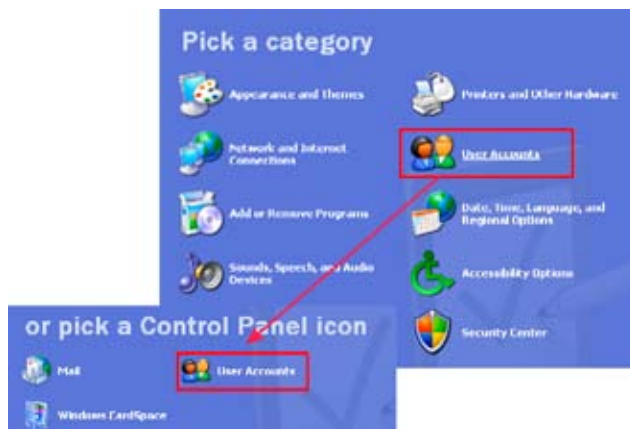 Pick a category
Appearance and Themes
Printers and Other Hardware
Network and Internet
Connections
User Accounts
Add or Remove Programs
Date, Time, Language, and
Regional Options
Sounds, Speech, and Audio
Devices
Accessibility Options
Security Center
or pick a Control Panel icon
Mail
User Accounts
Windows CardSpace